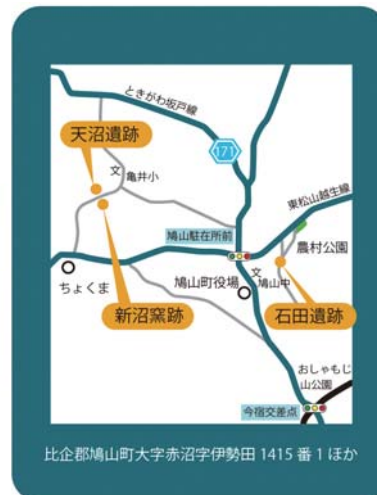 ときがわ坂戸線
天沼遺跡
171
文
亀井小
東松山越生線
鳩山駐在所前
農村公園
ちょくま
鳩山町役場
文
鳩山中
新沼窯跡
石田遺跡
おしゃもじ
山公園
今宿交差点
比企郡鳩山町大字赤沼字伊勢田 1415 番 1 ほか